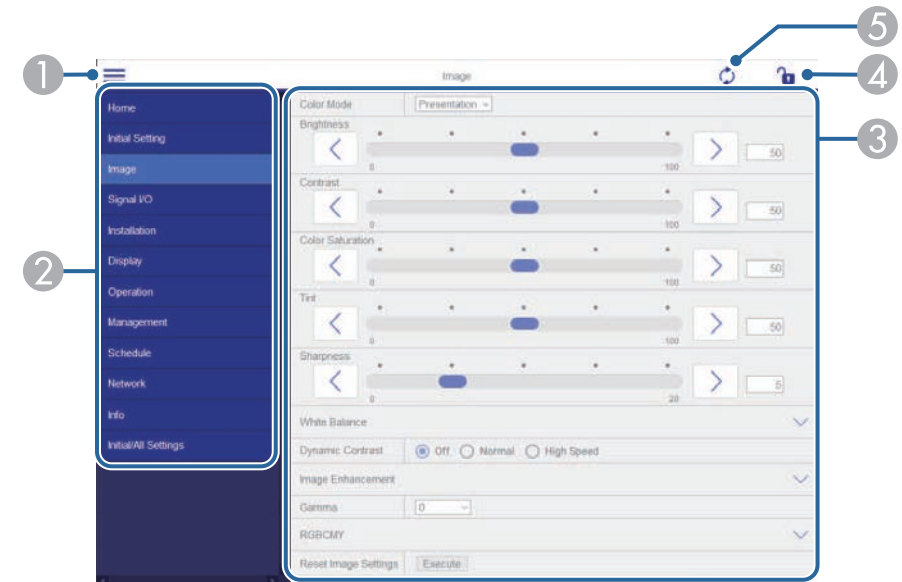 5
1
Image
4
Home
Initial Setting
Image
Signal I/O
Installation
Display
Operation
Management
Schedule
Network
Info
Initial/All Settings
2
Color Mode
Presentation
Brightness
0
100
50
3
Contrast
0
100
50
Color Saturation
0
100
50
Tint
0
100
50
Sharpness
0
20
5
White Balance
Dynamic Contrast
Off Normal High Speed
Image Enhancement
Gamma
0
RGBCMY
Reset Image Settings
Execute